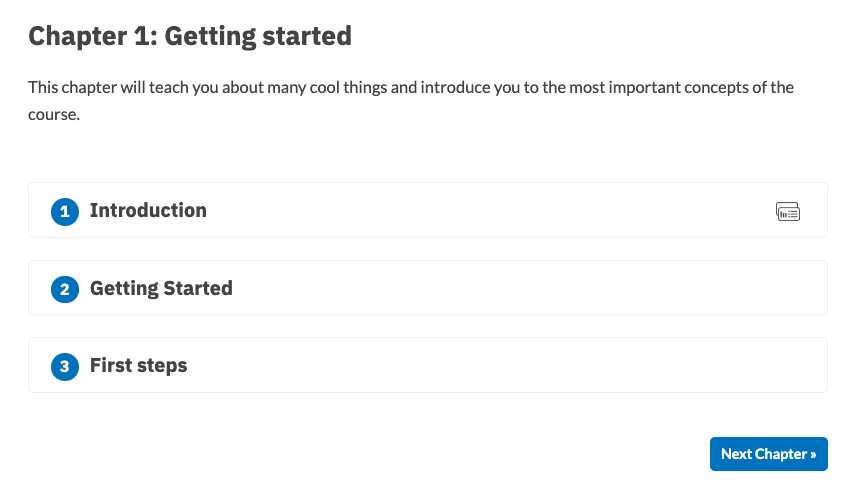 Chapter 1: Getting started
This chapter will teach you about many cool things and introduce you to the most important concepts of the
course.
1 Introduction
2 Getting Started
3 First steps
Next Chapter »